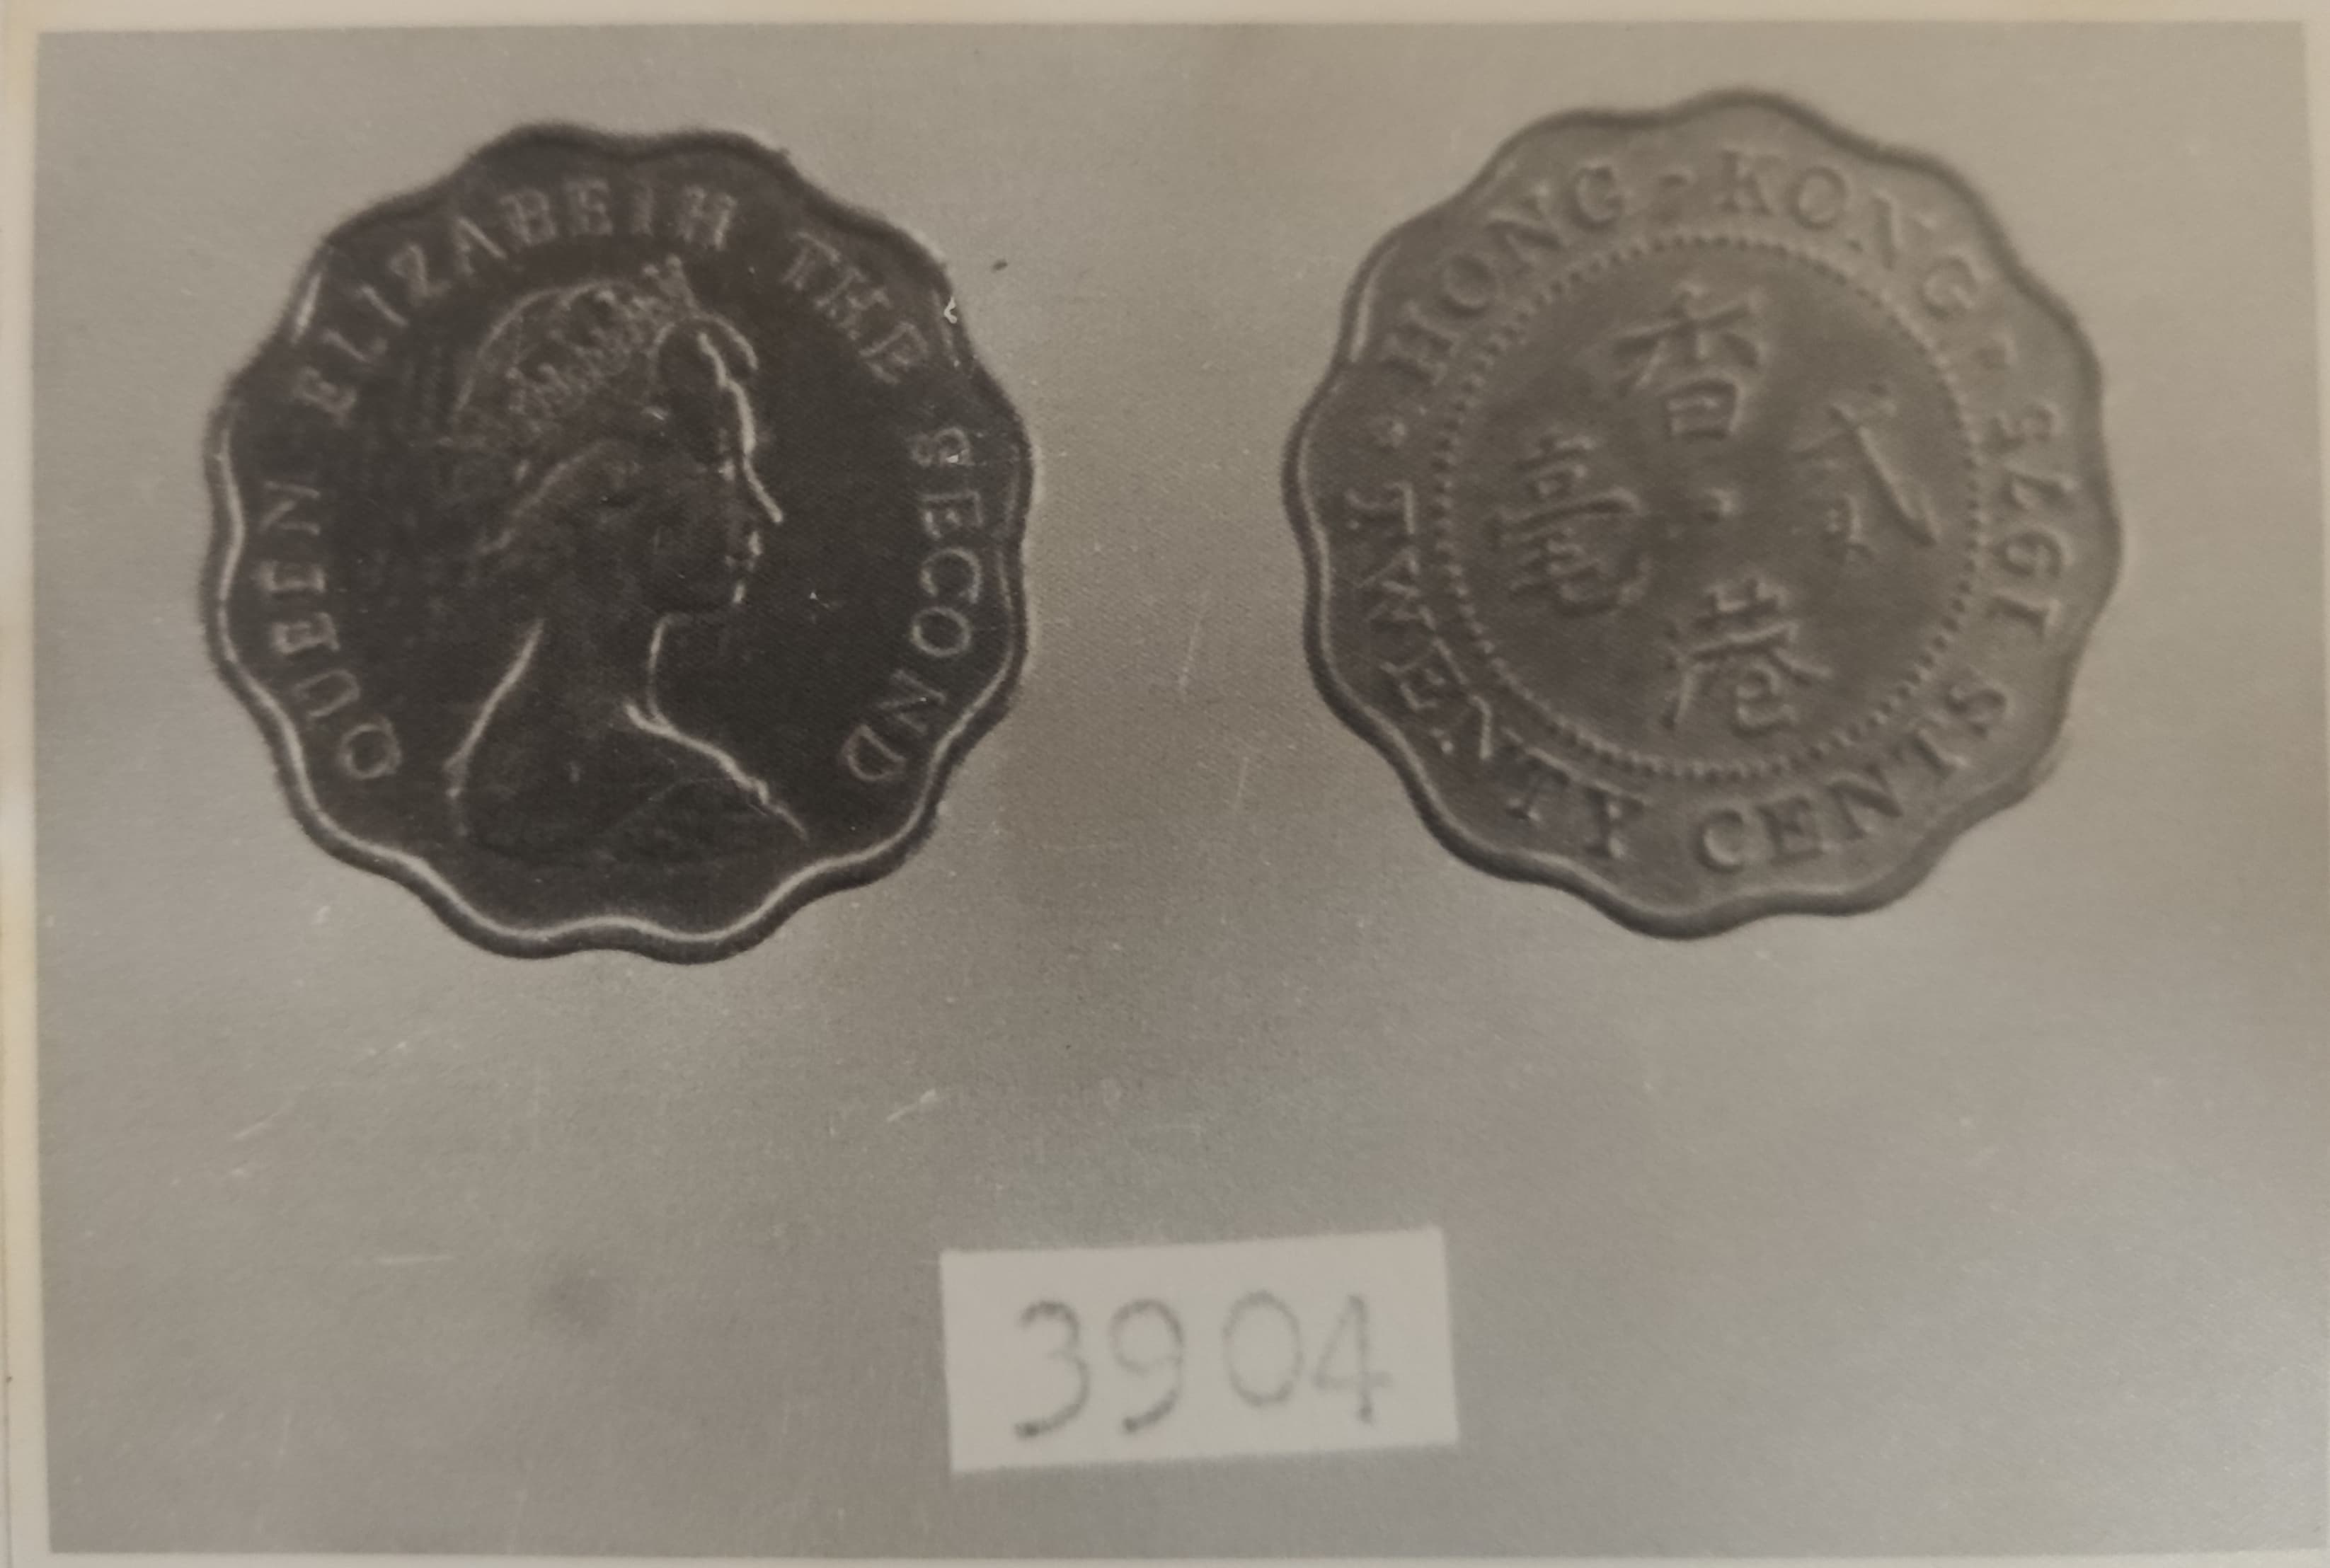 QUEEN ELIZABETH THE SECOND
HONG-KONG-1975
TWENTY CENTS
香港
貳毫
3904